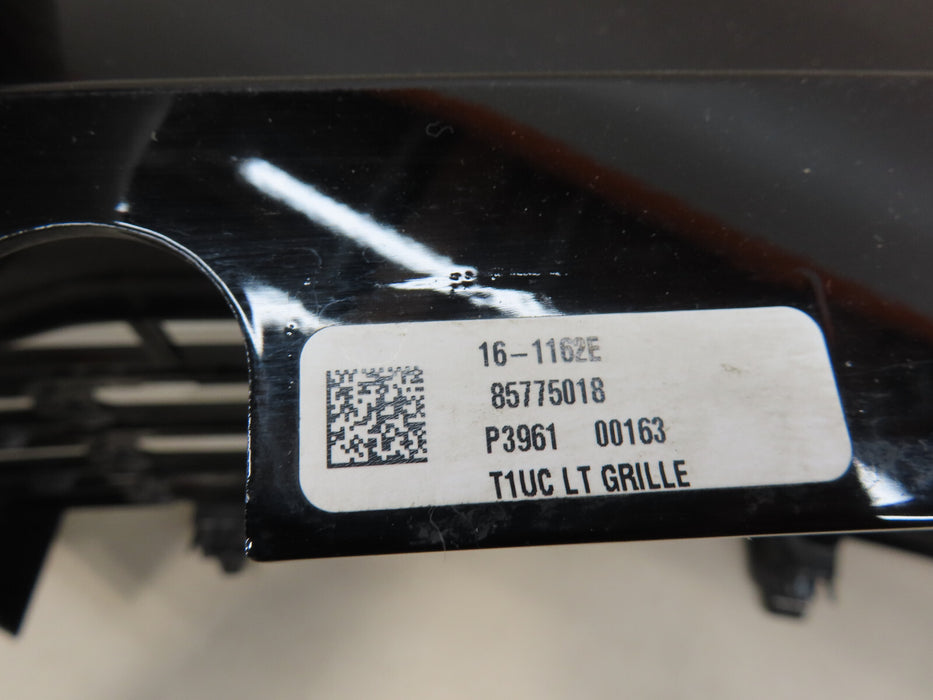 16-1162E
85775018
P3961 00163
T1UC LT GRILLE